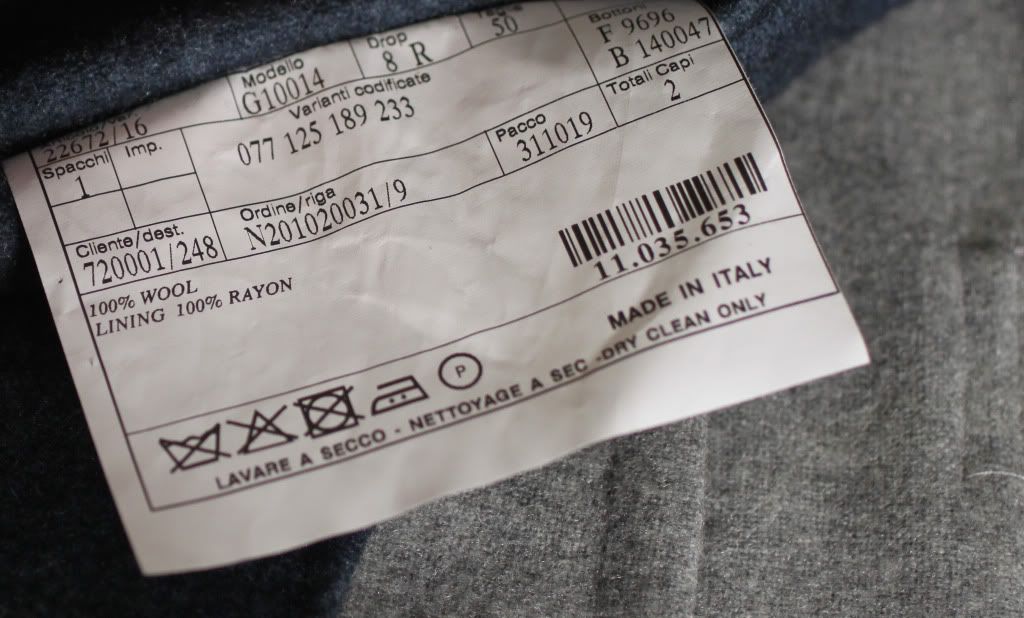 50
Bottoni
F 9696
B 140047
Drop
8 R
Modello
G10014
Totali Capi
2
Varianti codificate
077 125 189 233
22672/16
Spacchi
1
Imp.
Pacco
311019
Ordine/riga
N201020031/9
Cliente/dest.
720001/248
11.035.653
100% WOOL
LINING 100% RAYON
MADE IN ITALY
P
LAVARE A SECCO - NETTOYAGE A SEC -DRY CLEAN ONLY